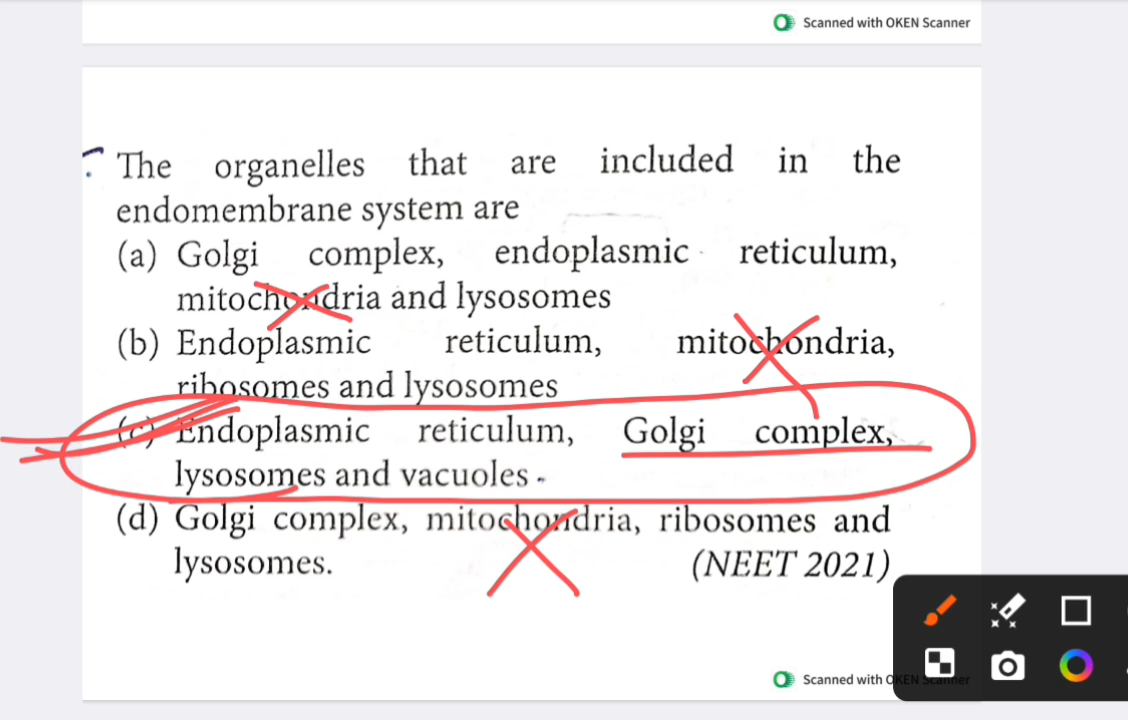 Scanned with OKEN Scanner
The organelles that are included in the
endomembrane system are
(a) Golgi complex, endoplasmic reticulum,
mitochondria and lysosomes
(b) Endoplasmic reticulum, mitochondria,
ribosomes and lysosomes
(c) Endoplasmic reticulum, Golgi complex,
lysosomes and vacuoles
(d) Golgi complex, mitochondria, ribosomes and
lysosomes. (NEET 2021)
Scanned with OKEN Scanner